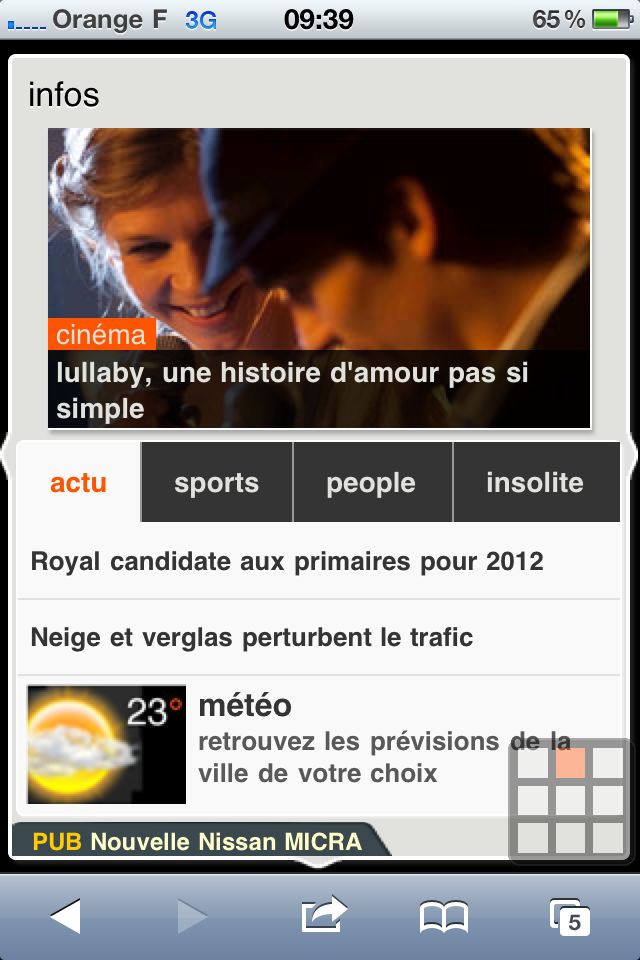 Orange F 3G 09:39 65 %
infos
cinéma
lullaby, une histoire d'amour pas si
simple
actu sports people insolite
Royal candidate aux primaires pour 2012
Neige et verglas perturbent le trafic
23° météo
retrouvez les prévisions de la
ville de votre choix
PUB Nouvelle Nissan MICRA
5